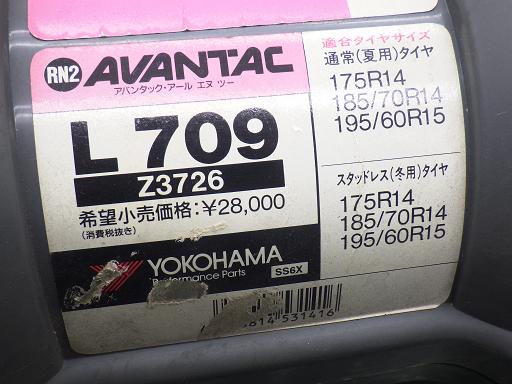 RN2 AVANTAC
アバンタック・アール エヌ ツー
L 709
Z3726
希望小売価格:¥28,000
(消費税抜き)
YOKOHAMA
Performance Parts
SS6X
814 531416
適合タイヤサイズ
通常(夏用)タイヤ
175R14
185/70R14
195/60R15
スタッドレス(冬用)タイヤ
175R14
185/70R14
195/60R15